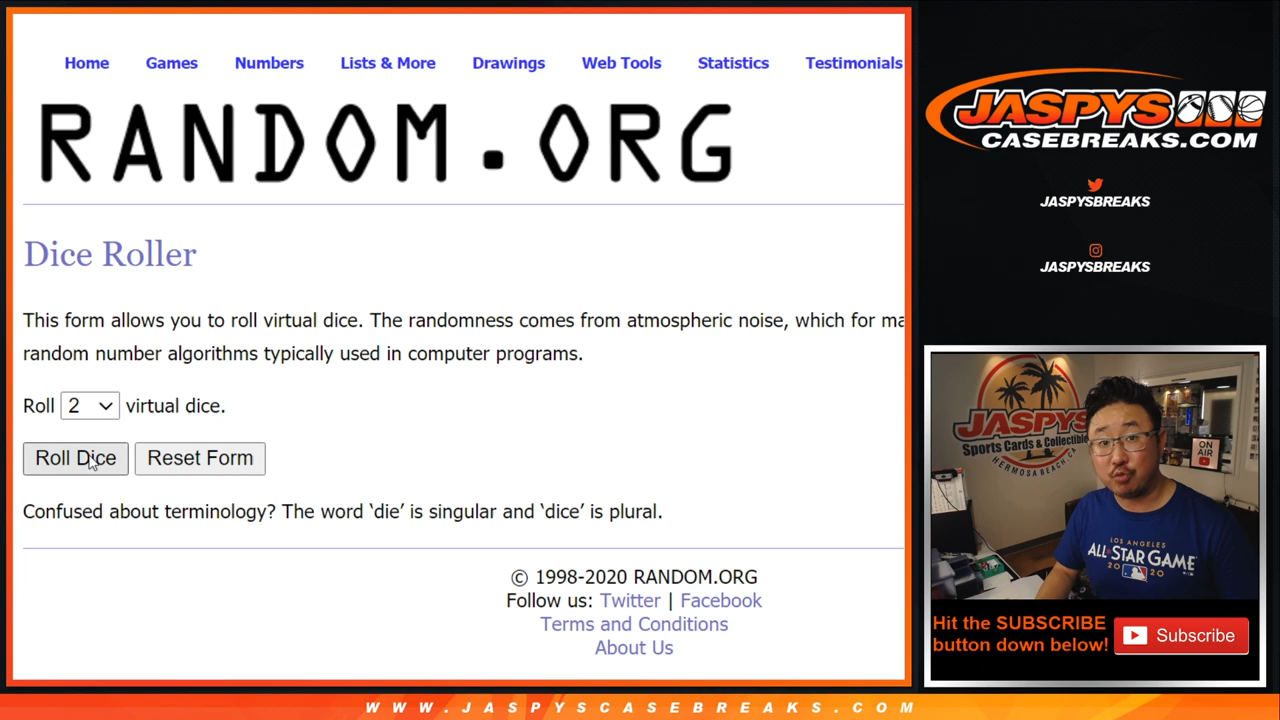 Home Games Numbers Lists & More Drawings Web Tools Statistics Testimonials
RANDOM.ORG
Dice Roller
This form allows you to roll virtual dice. The randomness comes from atmospheric noise, which for ma
random number algorithms typically used in computer programs.
Roll 2 virtual dice.
Roll Dice Reset Form
Confused about terminology? The word ‘die’ is singular and ‘dice’ is plural.
© 1998-2020 RANDOM.ORG
Follow us: Twitter | Facebook
Terms and Conditions
About Us
JASPYS
CASEBREAKS.COM
JASPYSBREAKS
JASPYSBREAKS
JASPYS
Sports Cards & Collectible
HERMOSA BEACH, CA
ON
AIR
LOS ANGELES
ALL★STAR GAME
2020
Hit the SUBSCRIBE
button down below!
Subscribe
WWW.JASPYSCASEBREAKS.COM